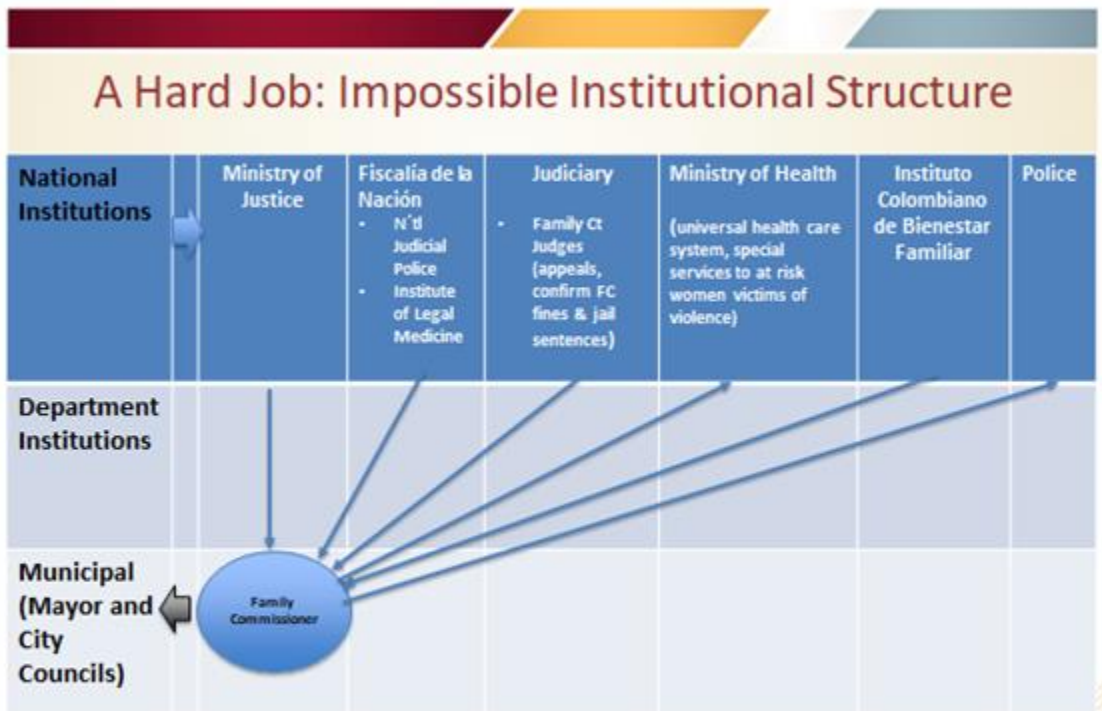 A Hard Job: Impossible Institutional Structure
National
Institutions
Ministry of
Justice
Fiscalía de la
Nación
- N´tl
Judicial
Police
- Institute
of Legal
Medicine
Judiciary
- Family Ct
Judges
(appeals,
confirm FC
fines & jail
sentences)
Ministry of Health
(universal health care
system, special
services to at risk
women victims of
violence)
Instituto
Colombiano
de Bienestar
Familiar
Police
Department
Institutions
Municipal
(Mayor and
City
Councils)
Family
Commissioner